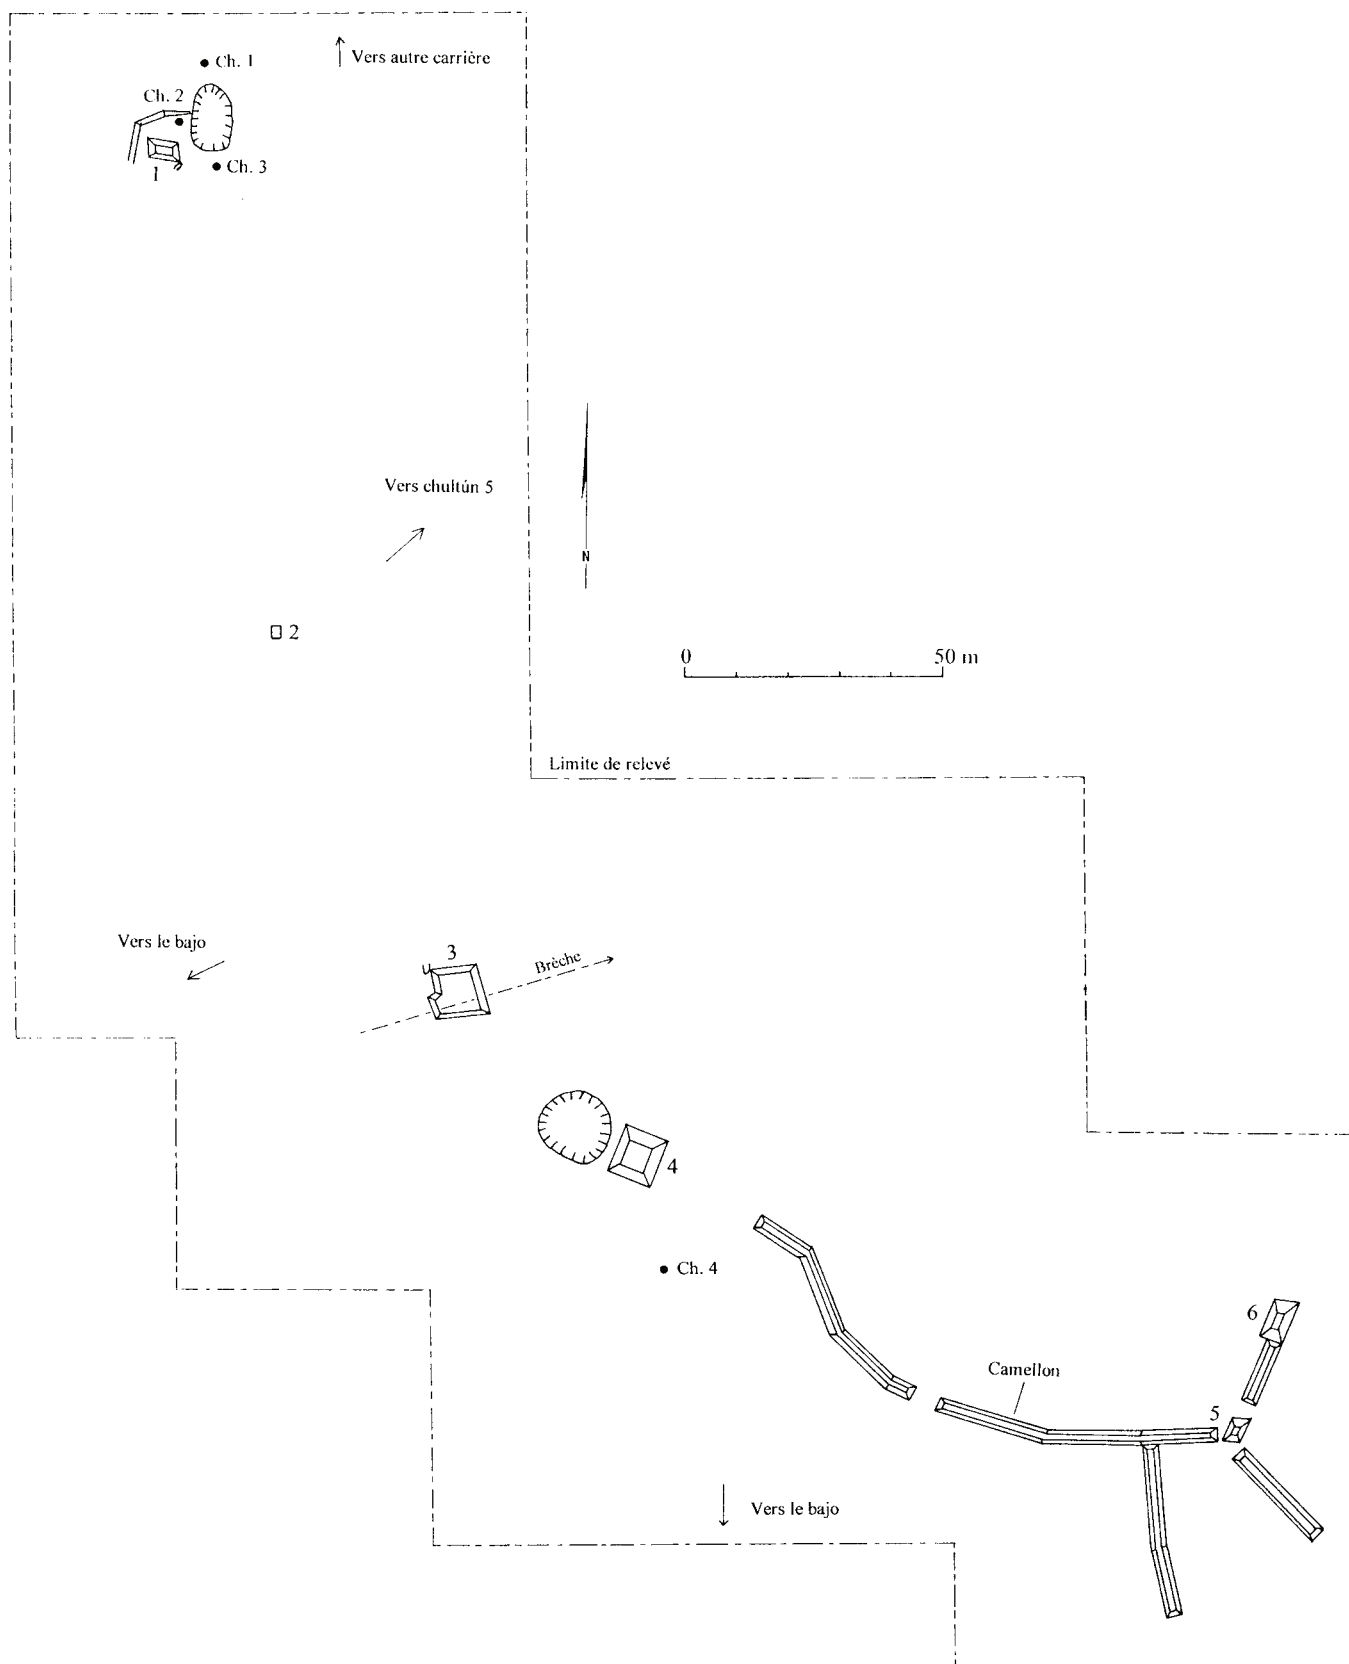 Ch. 1
Vers autre carrière
Ch. 2
Ch. 3
1
Vers chultún 5
N
2
0
50 m
Limite de relevé
Vers le bajo
3
Brèche
4
Ch. 4
6
Camellon
5
Vers le bajo